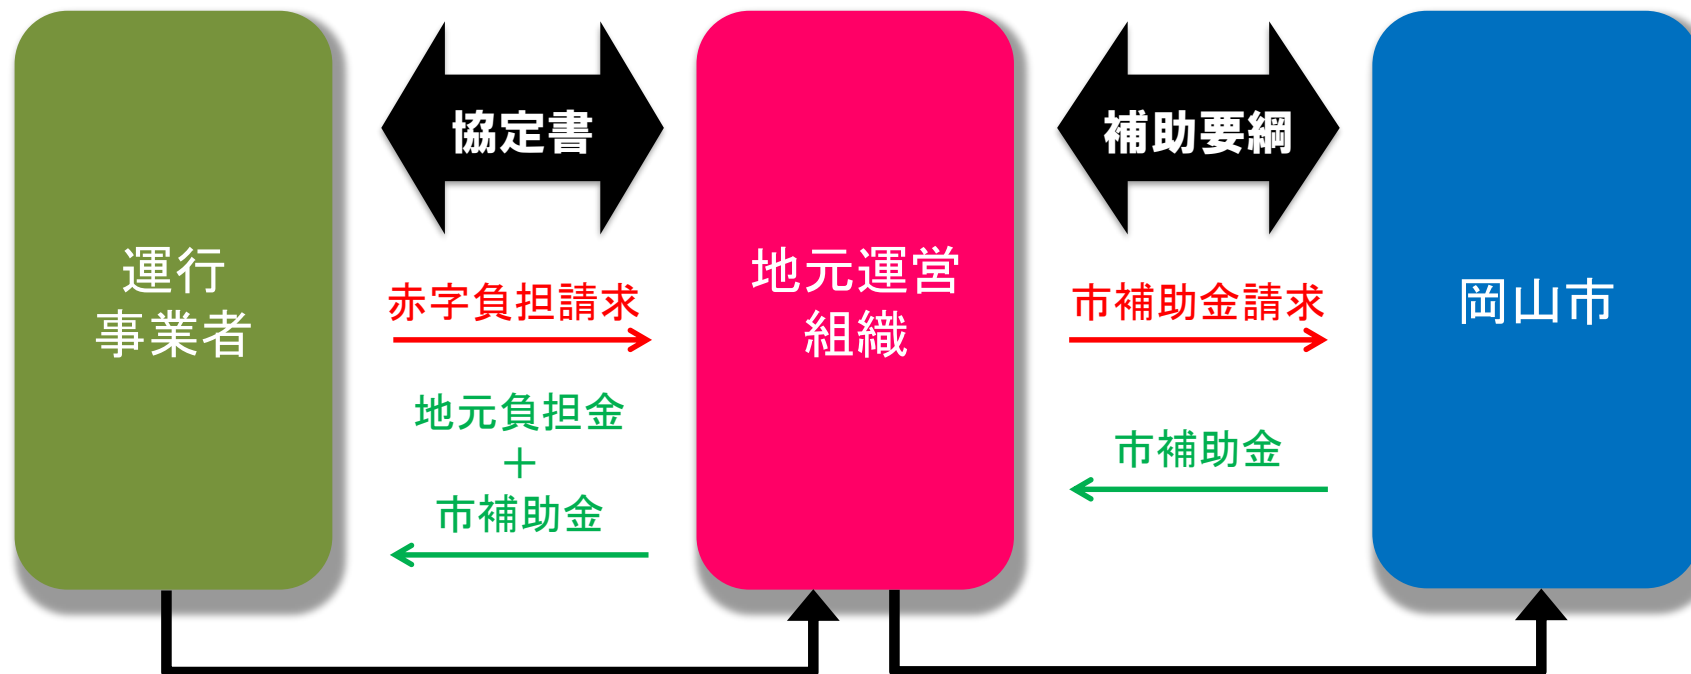 運行
事業者
協定書
赤字負担請求
地元負担金
＋
市補助金
地元運営
組織
補助要綱
市補助金請求
市補助金
岡山市